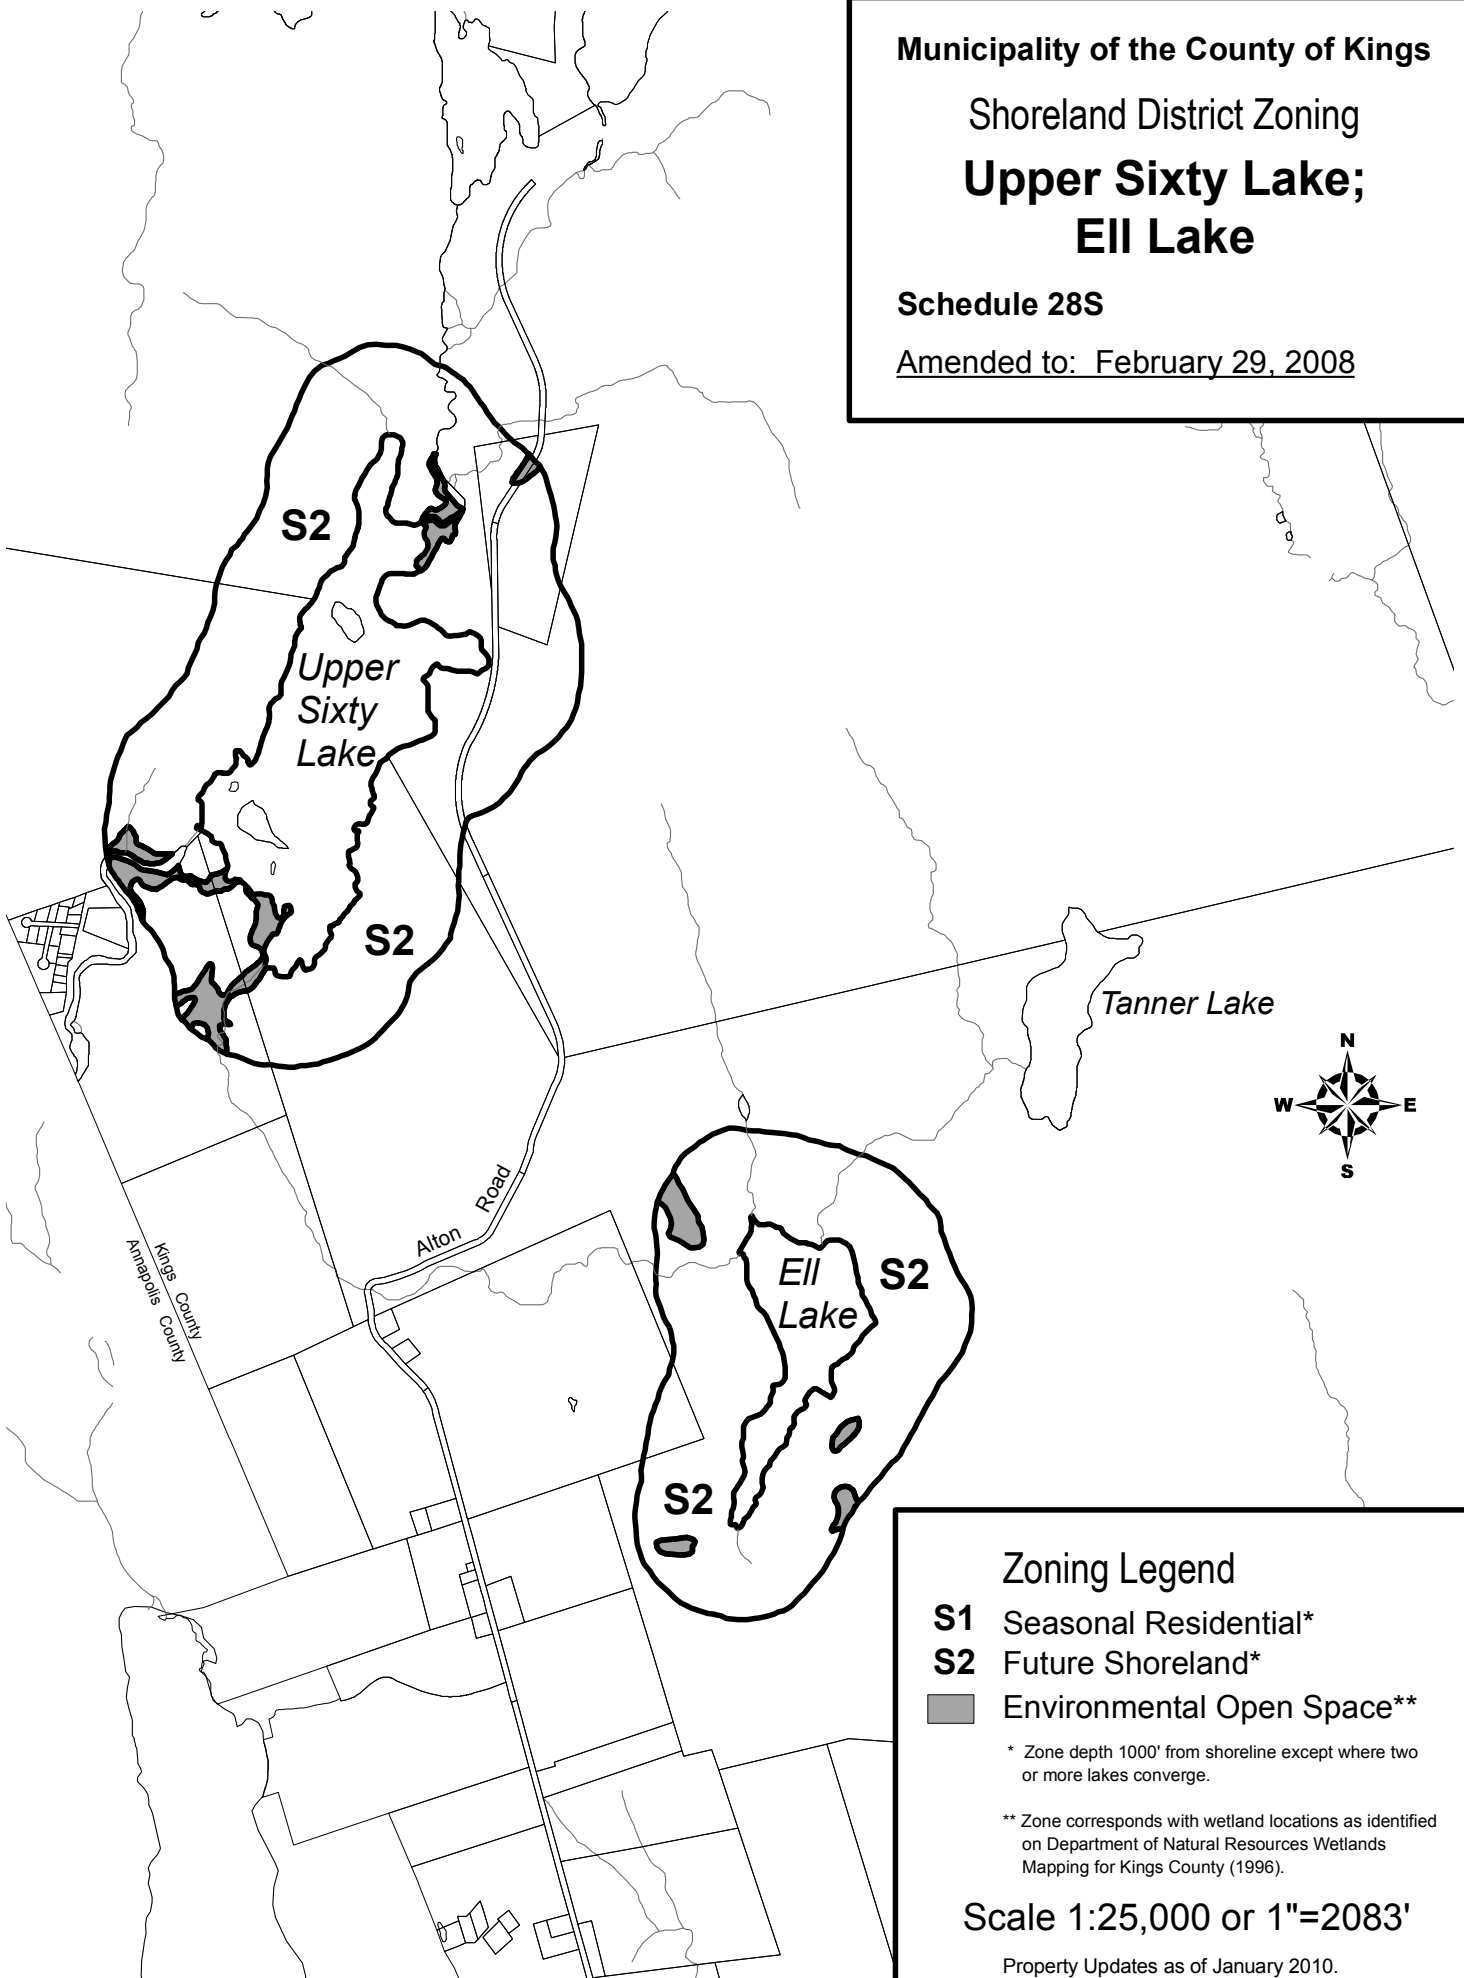 Municipality of the County of Kings
Shoreland District Zoning
Upper Sixty Lake;
Ell Lake
Schedule 28S
Amended to: February 29, 2008
S2
Upper
Sixty
Lake
S2
Tanner Lake
N
W E
S
Alton Road
Kings County
Annapolis County
Ell
Lake
S2
S2
Zoning Legend
S1 Seasonal Residential*
S2 Future Shoreland*
Environmental Open Space**
* Zone depth 1000' from shoreline except where two
or more lakes converge.
** Zone corresponds with wetland locations as identified
on Department of Natural Resources Wetlands
Mapping for Kings County (1996).
Scale 1:25,000 or 1"=2083'
Property Updates as of January 2010.